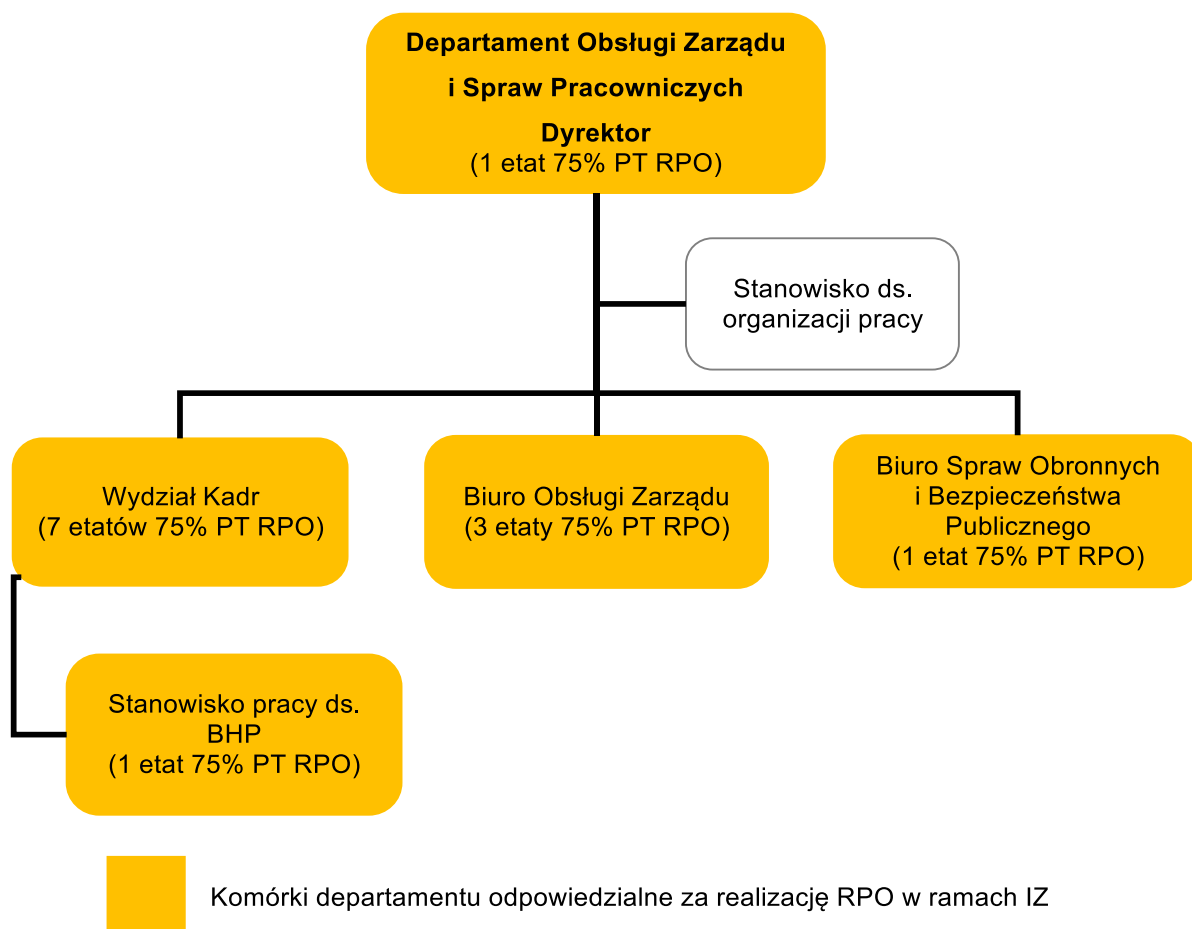 Departament Obsługi Zarządu
i Spraw Pracowniczych
Dyrektor
(1 etat 75% PT RPO)
Stanowisko ds.
organizacji pracy
Wydział Kadr
(7 etatów 75% PT RPO)
Biuro Obsługi Zarządu
(3 etaty 75% PT RPO)
Biuro Spraw Obronnych
i Bezpieczeństwa
Publicznego
(1 etat 75% PT RPO)
Stanowisko pracy ds.
BHP
(1 etat 75% PT RPO)
Komórki departamentu odpowiedzialne za realizację RPO w ramach IZ